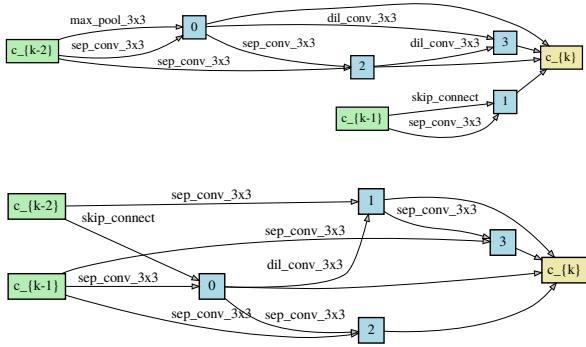 max_pool_3x3
c_{k-2}
sep_conv_3x3
0
dil_conv_3x3
sep_conv_3x3
sep_conv_3x3
2
dil_conv_3x3
3
c_{k}
skip_connect
c_{k-1}
sep_conv_3x3
1
c_{k-2}
sep_conv_3x3
skip_connect
1
sep_conv_3x3
sep_conv_3x3
3
c_{k-1}
sep_conv_3x3
0
dil_conv_3x3
c_{k}
sep_conv_3x3
sep_conv_3x3
2